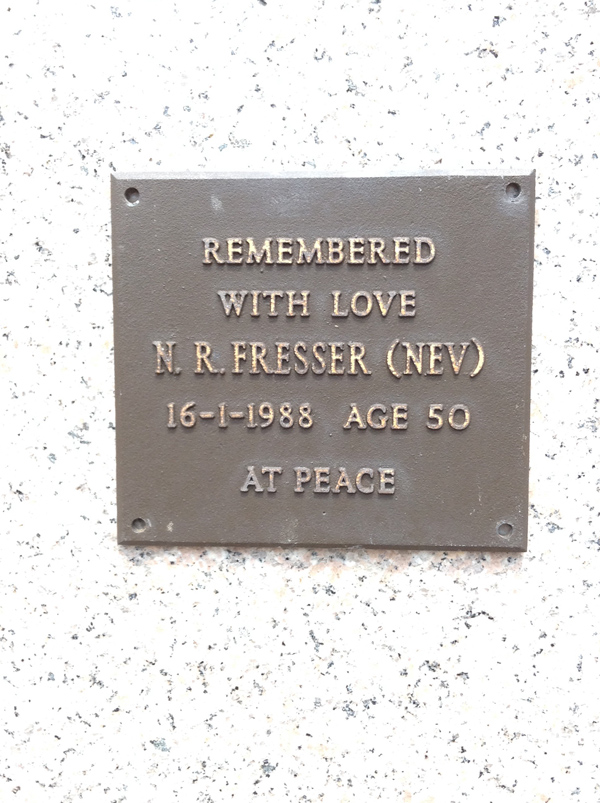 REMEMBERED
WITH LOVE
N. R. FRESSER (NEV)
16-1-1988 AGE 50
AT PEACE